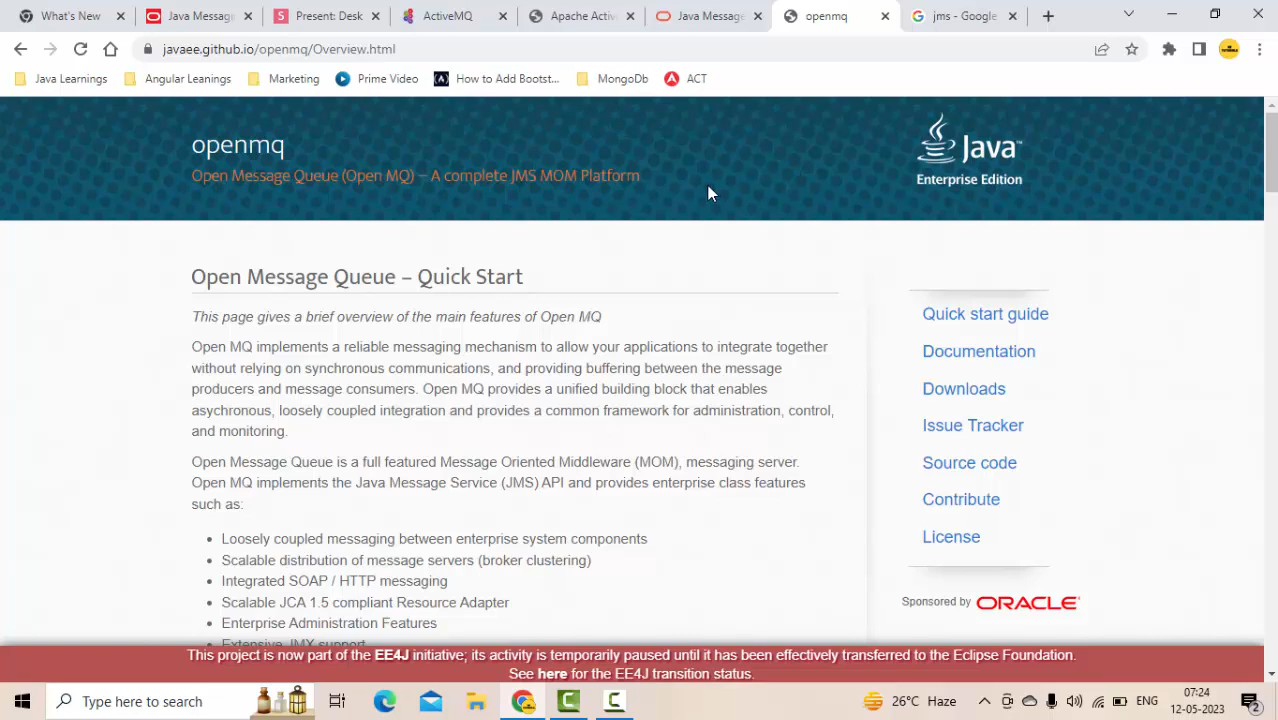 What's New
Java Messag
Present: Desk
ActiveMQ
Apache Activ
Java Message
openmq
jms - Google
javaee.github.io/openmq/Overview.html
Java Learnings
Angular Leanings
Marketing
Prime Video
How to Add Bootst...
MongoDb
ACT
openmq
Open Message Queue (Open MQ) – A complete JMS MOM Platform
Java™
Enterprise Edition
Open Message Queue – Quick Start
This page gives a brief overview of the main features of Open MQ
Open MQ implements a reliable messaging mechanism to allow your applications to integrate together
without relying on synchronous communications, and providing buffering between the message
producers and message consumers. Open MQ provides a unified building block that enables
asychronous, loosely coupled integration and provides a common framework for administration, control,
and monitoring.
Open Message Queue is a full featured Message Oriented Middleware (MOM), messaging server.
Open MQ implements the Java Message Service (JMS) API and provides enterprise class features
such as:
• Loosely coupled messaging between enterprise system components
• Scalable distribution of message servers (broker clustering)
• Integrated SOAP / HTTP messaging
• Scalable JCA 1.5 compliant Resource Adapter
• Enterprise Administration Features
• Extensive JMX support
Quick start guide
Documentation
Downloads
Issue Tracker
Source code
Contribute
License
Sponsored by ORACLE
This project is now part of the EE4J initiative; its activity is temporarily paused until it has been effectively transferred to the Eclipse Foundation.
See here for the EE4J transition status.
Type here to search
26°C Haze
ENG
07:24
12-05-2023
2